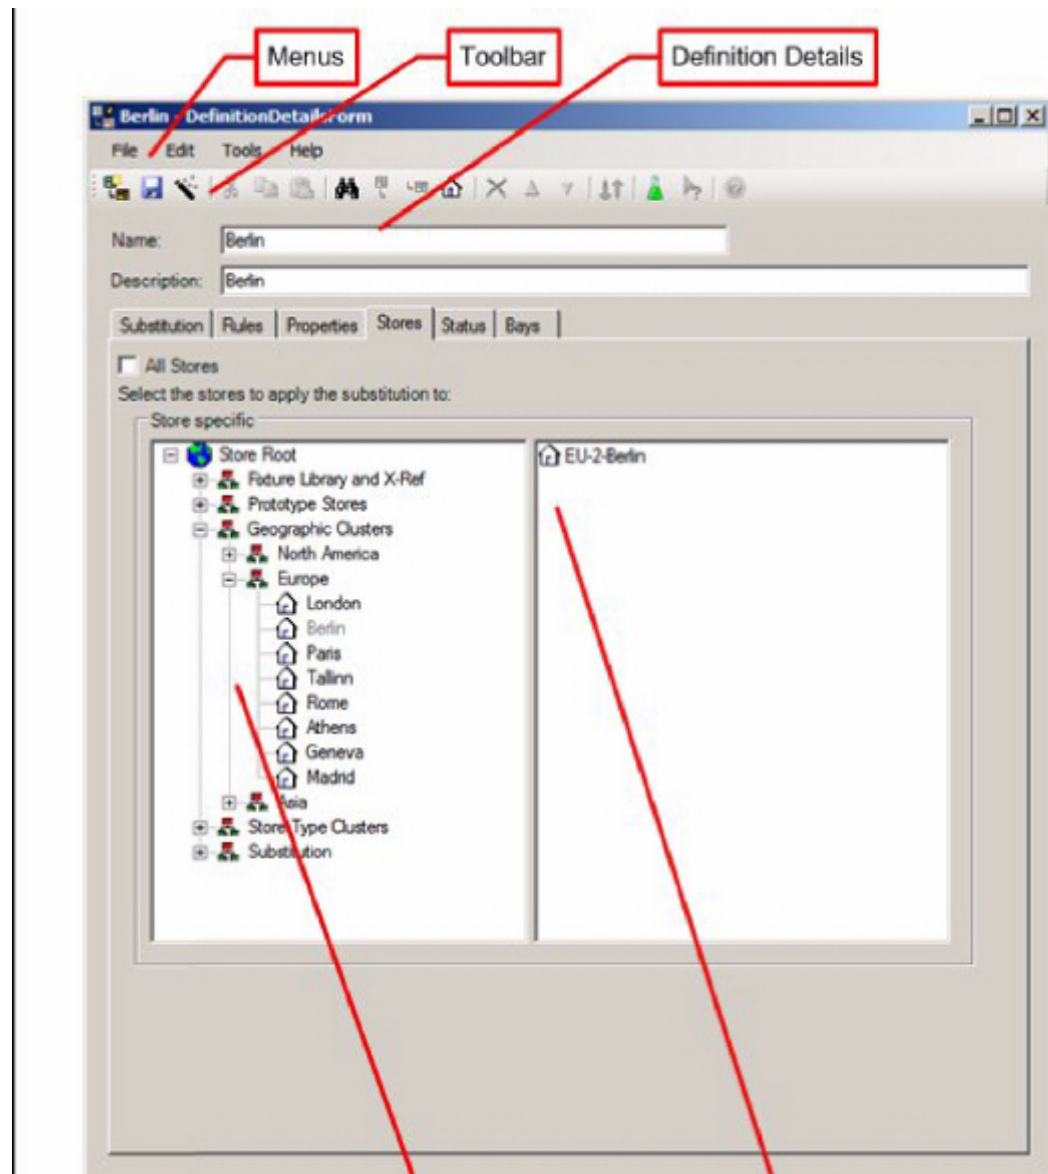 Menus Toolbar Definition Details
Berlin - DefinitionDetailsForm
File Edit Tools Help
Name: Berlin
Description: Berlin
Substitution Rules Properties Stores Status Bays
All Stores
Select the stores to apply the substitution to:
Store specific
Store Root
Fixture Library and X-Ref
Prototype Stores
Geographic Clusters
North America
Europe
London
Berlin
Paris
Tallinn
Rome
Athens
Geneva
Madrid
Asia
Store Type Clusters
Substitution
EU-2-Berlin